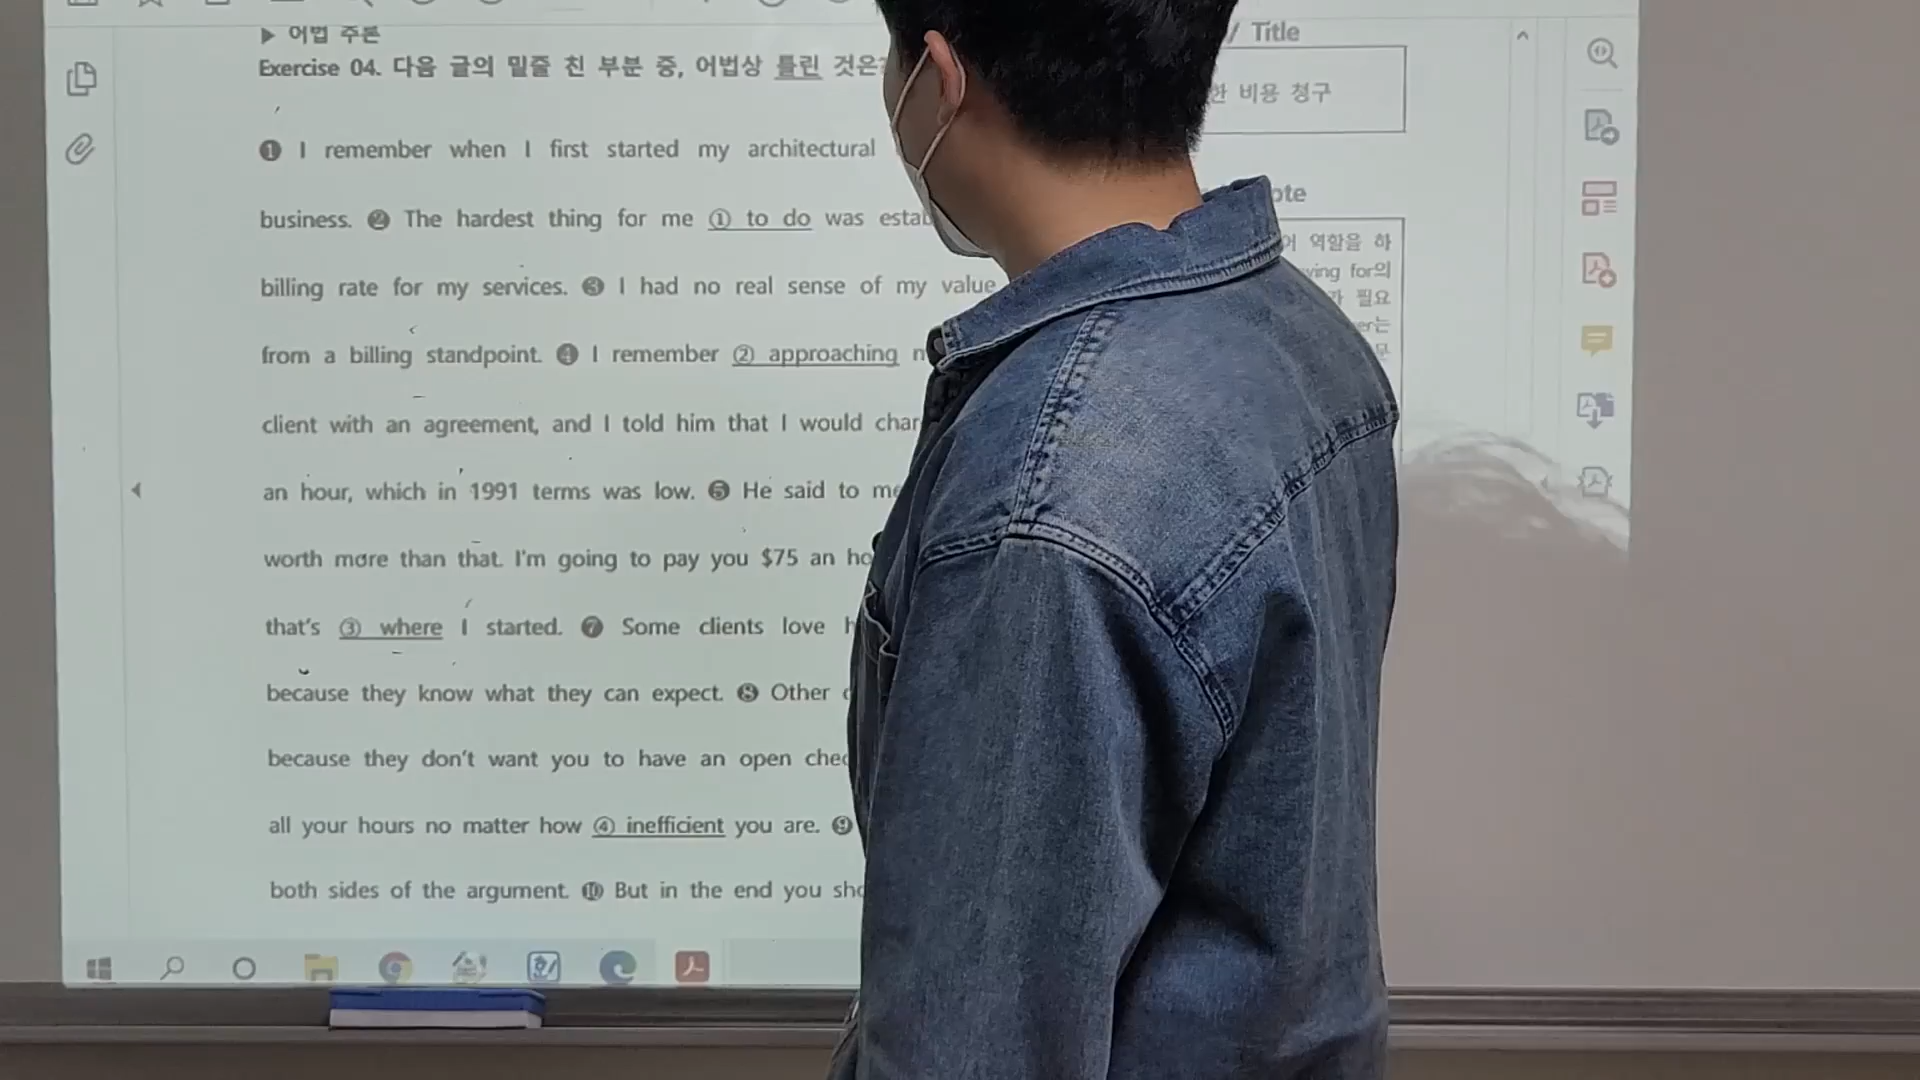 ▶ 어법 주론
/ Title
Exercise 04. 다음 글의 밑줄 친 부분 중, 어법상 틀린 것은?
한 비용 청구
❶ I remember when I first started my architectural
business. ❷ The hardest thing for me ① to do was
billing rate for my services. ❸ I had no real sense of my value
어 역할을 하
for의
필요
from a billing standpoint. ❹ I remember ② approaching
client with an agreement, and I told him that I would
an hour, which in 1991 terms was low. ❺ He said to me
worth more than that. I'm going to pay you $75 an
that's ③ where I started. ❼ Some clients love
because they know what they can expect. ❽ Other
because they don't want you to have an open
all your hours no matter how ④ inefficient you are. ❾
both sides of the argument. ❿ But in the end you